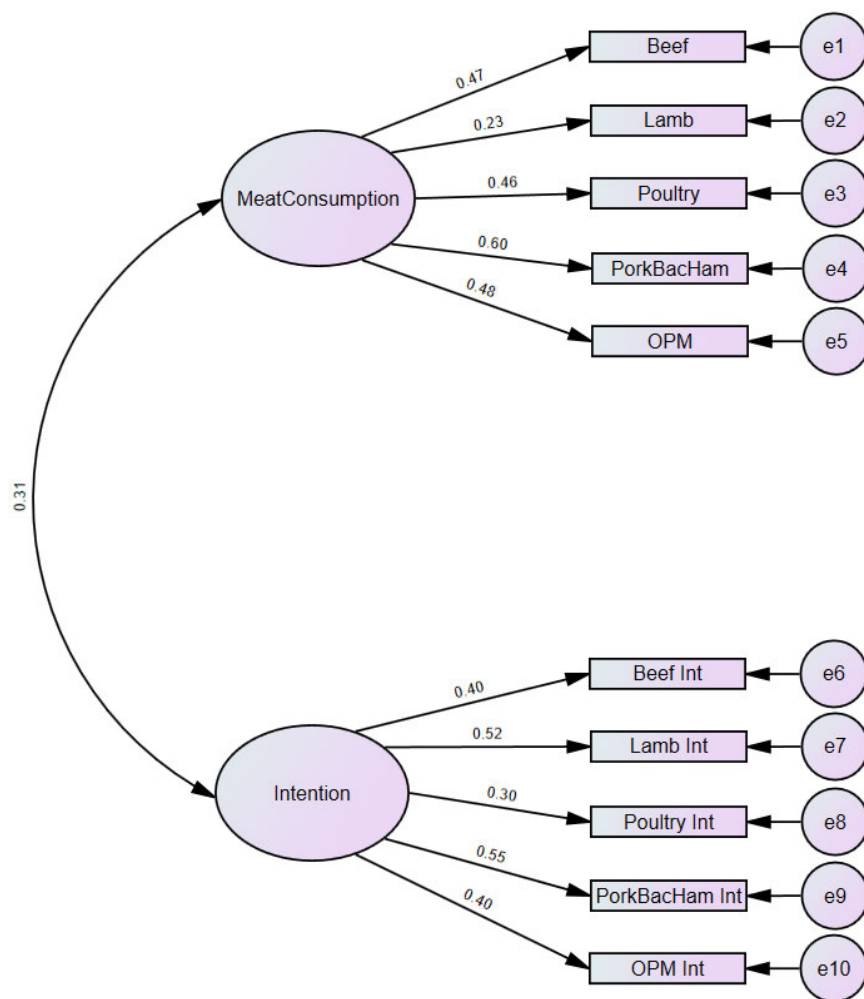 Beef
e1
0.47
Lamb
e2
0.23
MeatConsumption
0.46
Poultry
e3
0.60
PorkBacHam
e4
0.48
OPM
e5
0.31
Beef Int
e6
0.40
Lamb Int
e7
0.52
Intention
0.30
Poultry Int
e8
0.55
PorkBacHam Int
e9
0.40
OPM Int
e10